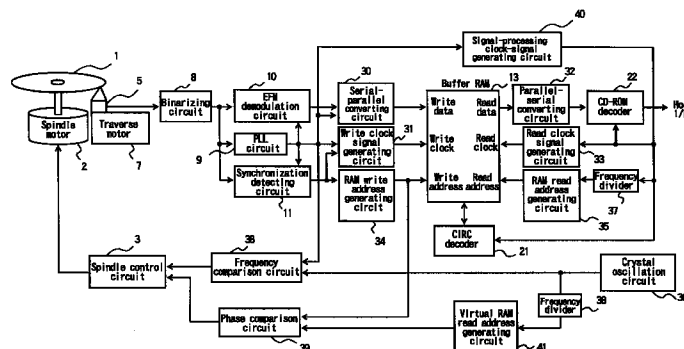 40
Signal-processing
clock-signal
generating circuit
1
5
8
10
30
Buffer RAM
13
32
22
Binarizing
circuit
EFM
demodulation circuit
Serial-
parallel converting
circuit
Write data
Read data
Parallel-
serial converting
circuit
CD-ROM
decoder
Spindle
motor
Traverse
motor
2
7
9
PLL
circuit
31
Write clock
signal
generating circuit
Write clock
Read clock
Read clock signal
generating
circuit
33
Synchronization
detecting circuit
11
RAM write
address
generating
circuit
34
Write address
Read address
RAM read
address
generating
circuit
35
Frequency
divider
37
CIRC
decoder
21
3
Spindle control
circuit
Frequency
comparison circuit
Crystal
oscillation
circuit
Frequency
divider
38
Phase comparison
circuit
39
Virtual RAM
read address
generating
circuit
41